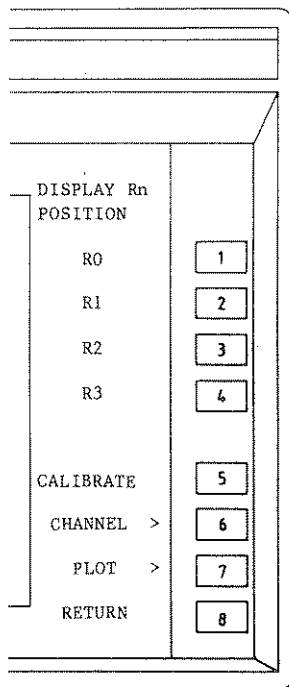 DISPLAY Rn
POSITION
R0 1
R1 2
R2 3
R3 4
CALIBRATE 5
CHANNEL > 6
PLOT > 7
RETURN 8